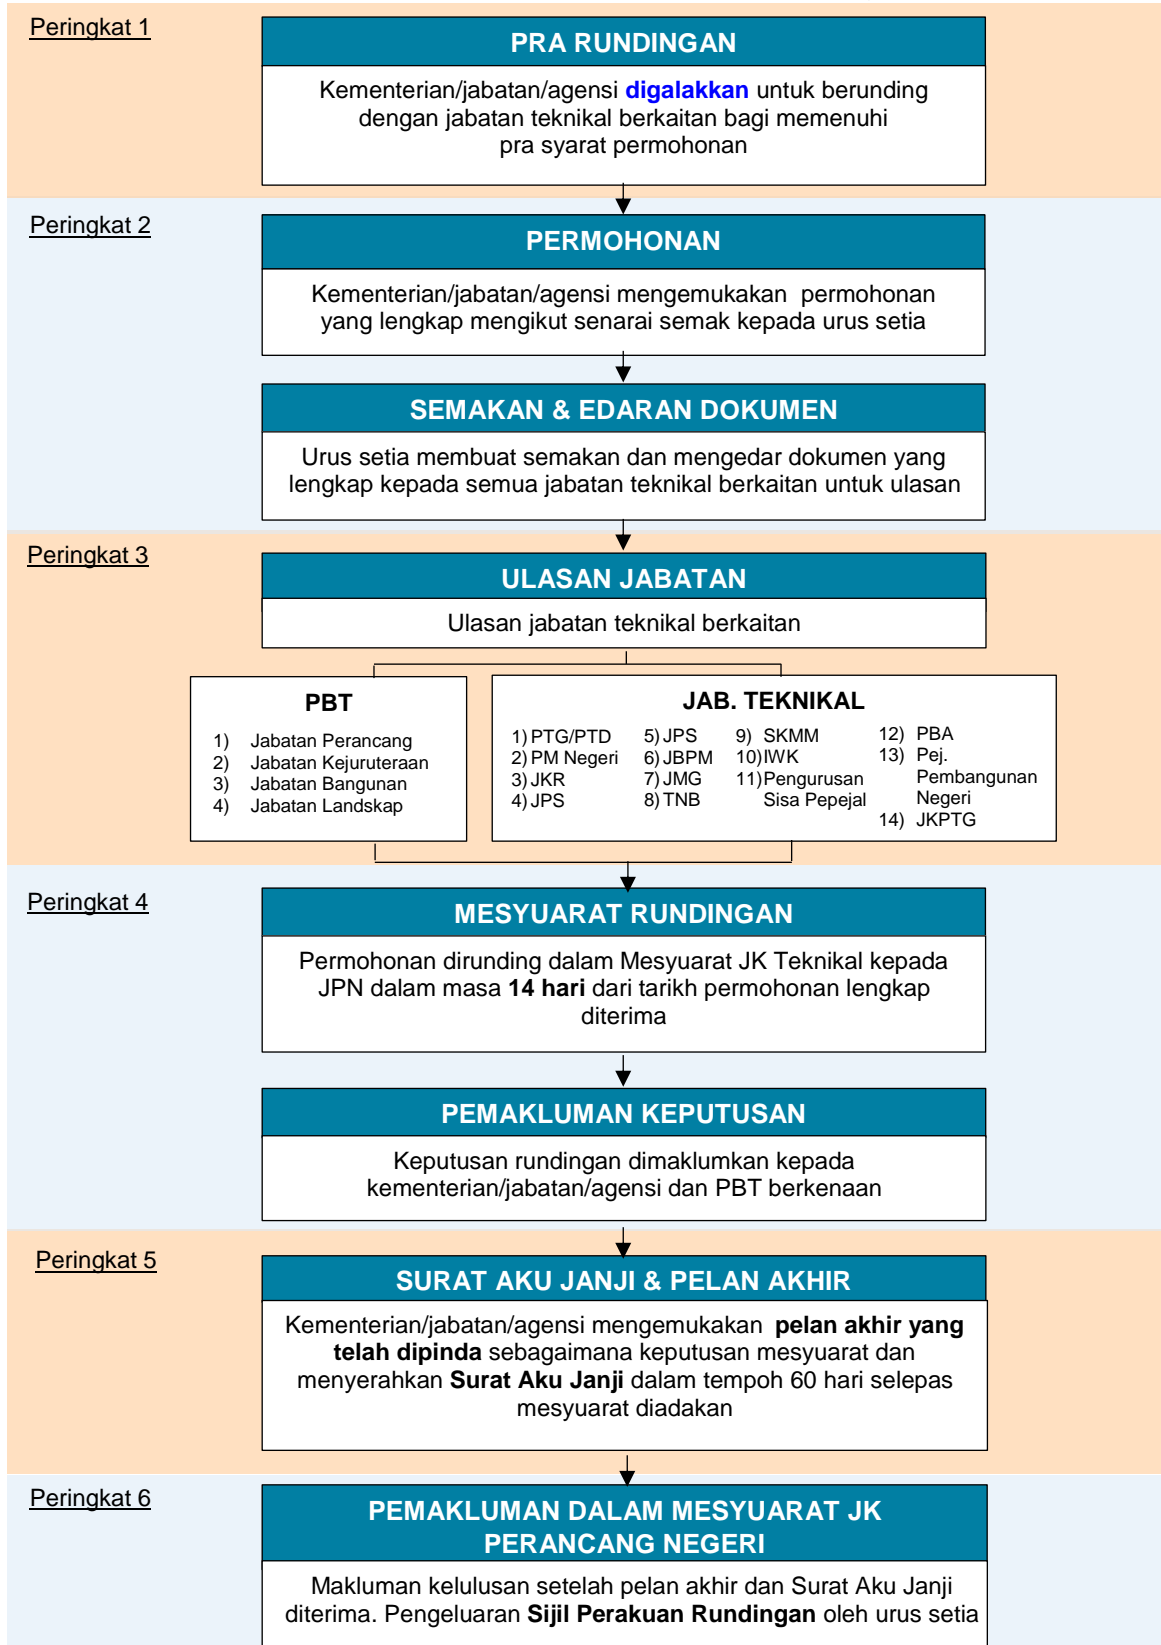 Peringkat 1
PRA RUNDINGAN
Kementerian/jabatan/agensi digalakkan untuk berunding
dengan jabatan teknikal berkaitan bagi memenuhi
pra syarat permohonan
Peringkat 2
PERMOHONAN
Kementerian/jabatan/agensi mengemukakan permohonan
yang lengkap mengikut senarai semak kepada urus setia
SEMAKAN & EDARAN DOKUMEN
Urus setia membuat semakan dan mengedar dokumen yang
lengkap kepada semua jabatan teknikal berkaitan untuk ulasan
Peringkat 3
ULASAN JABATAN
Ulasan jabatan teknikal berkaitan
PBT
1) Jabatan Perancang
2) Jabatan Kejuruteraan
3) Jabatan Bangunan
4) Jabatan Landskap
JAB. TEKNIKAL
1) PTG/PTD
2) PM Negeri
3) JKR
4) JPS
5) JPS
6) JBPM
7) JMG
8) TNB
9) SKMM
10) IWK
11) Pengurusan
Sisa Pepejal
12) PBA
13) Pej.
Pembangunan
Negeri
14) JKPTG
Peringkat 4
MESYUARAT RUNDINGAN
Permohonan dirunding dalam Mesyuarat JK Teknikal kepada
JPN dalam masa 14 hari dari tarikh permohonan lengkap
diterima
PEMAKLUMAN KEPUTUSAN
Keputusan rundingan dimaklumkan kepada
kementerian/jabatan/agensi dan PBT berkenaan
Peringkat 5
SURAT AKU JANJI & PELAN AKHIR
Kementerian/jabatan/agensi mengemukakan pelan akhir yang
telah dipinda sebagaimana keputusan mesyuarat dan
menyerahkan Surat Aku Janji dalam tempoh 60 hari selepas
mesyuarat diadakan
Peringkat 6
PEMAKLUMAN DALAM MESYUARAT JK
PERANCANG NEGERI
Makluman kelulusan setelah pelan akhir dan Surat Aku Janji
diterima. Pengeluaran Sijil Perakuan Rundingan oleh urus setia